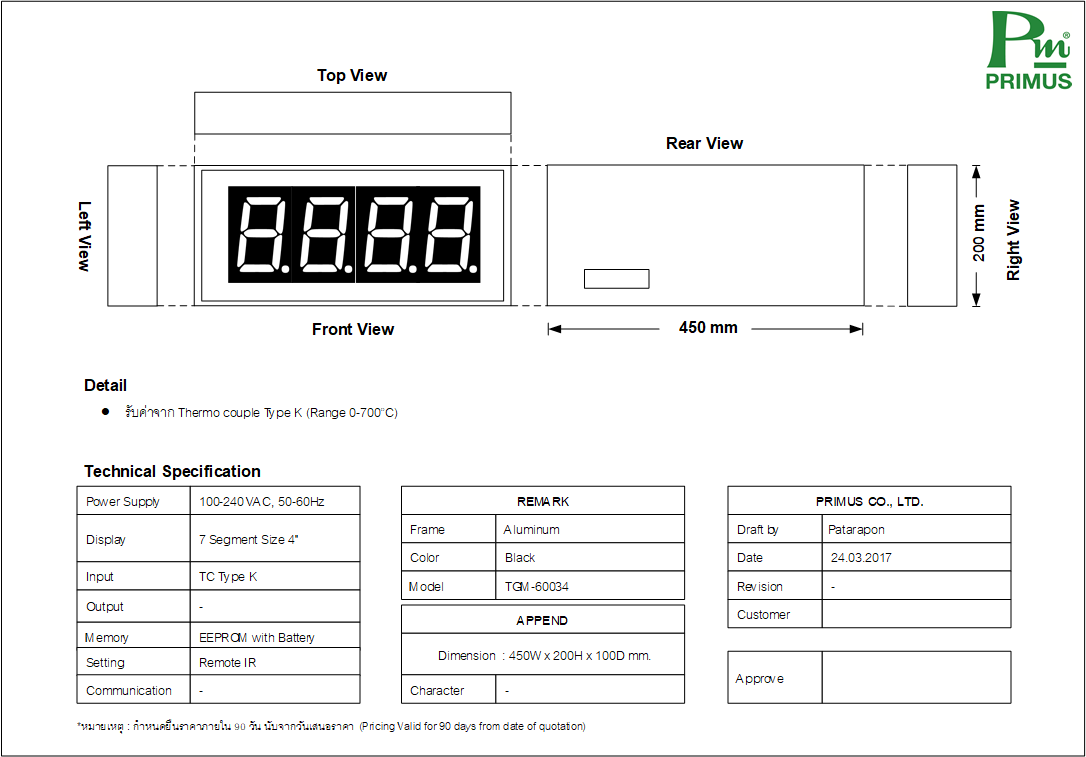 Pm®
PRIMUS
Top View
Rear View
Left View
8.8.8.8.
Front View
450 mm
200 mm
Right View
Detail
● รับค่าจาก Thermo couple Type K (Range 0-700°C)
Technical Specification
Power Supply 100-240VAC, 50-60Hz
Display 7 Segment Size 4"
Input TC Type K
Output -
Memory EEPROM with Battery
Setting Remote IR
Communication -
REMARK
Frame Aluminum
Color Black
Model TGM-60034
APPEND
Dimension : 450W x 200H x 100D mm.
Character -
PRIMUS CO., LTD.
Draft by Patarapon
Date 24.03.2017
Revision -
Customer
Approve
*หมายเหตุ : กำหนดยืนราคาภายใน 90 วัน นับจากวันเสนอราคา (Pricing Valid for 90 days from date of quotation)